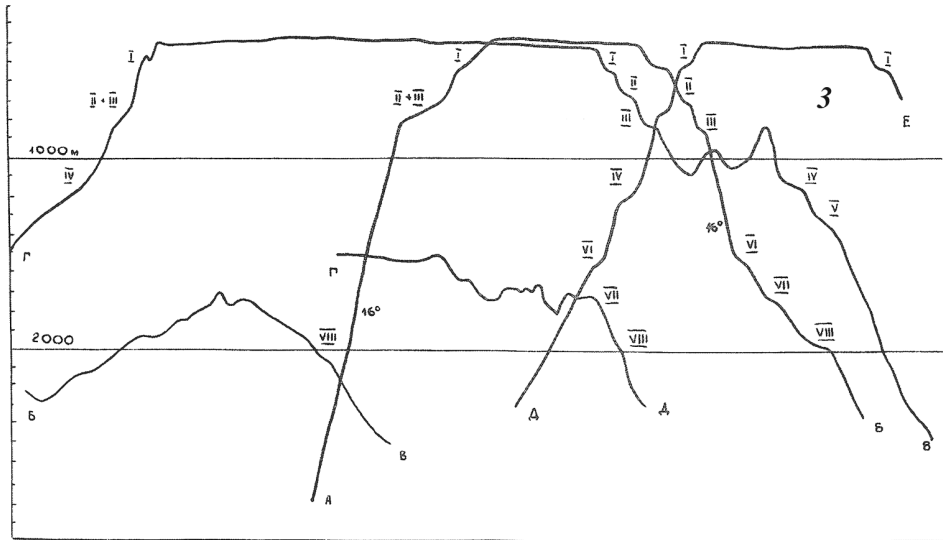 I I I I I
II + III II + III II II 3
III III Е
1000 м
IV IV IV
V
Г Г VI 16° VI
16° VII VII
2000 VIII VIII VIII
Б Д Д Б
В В
А